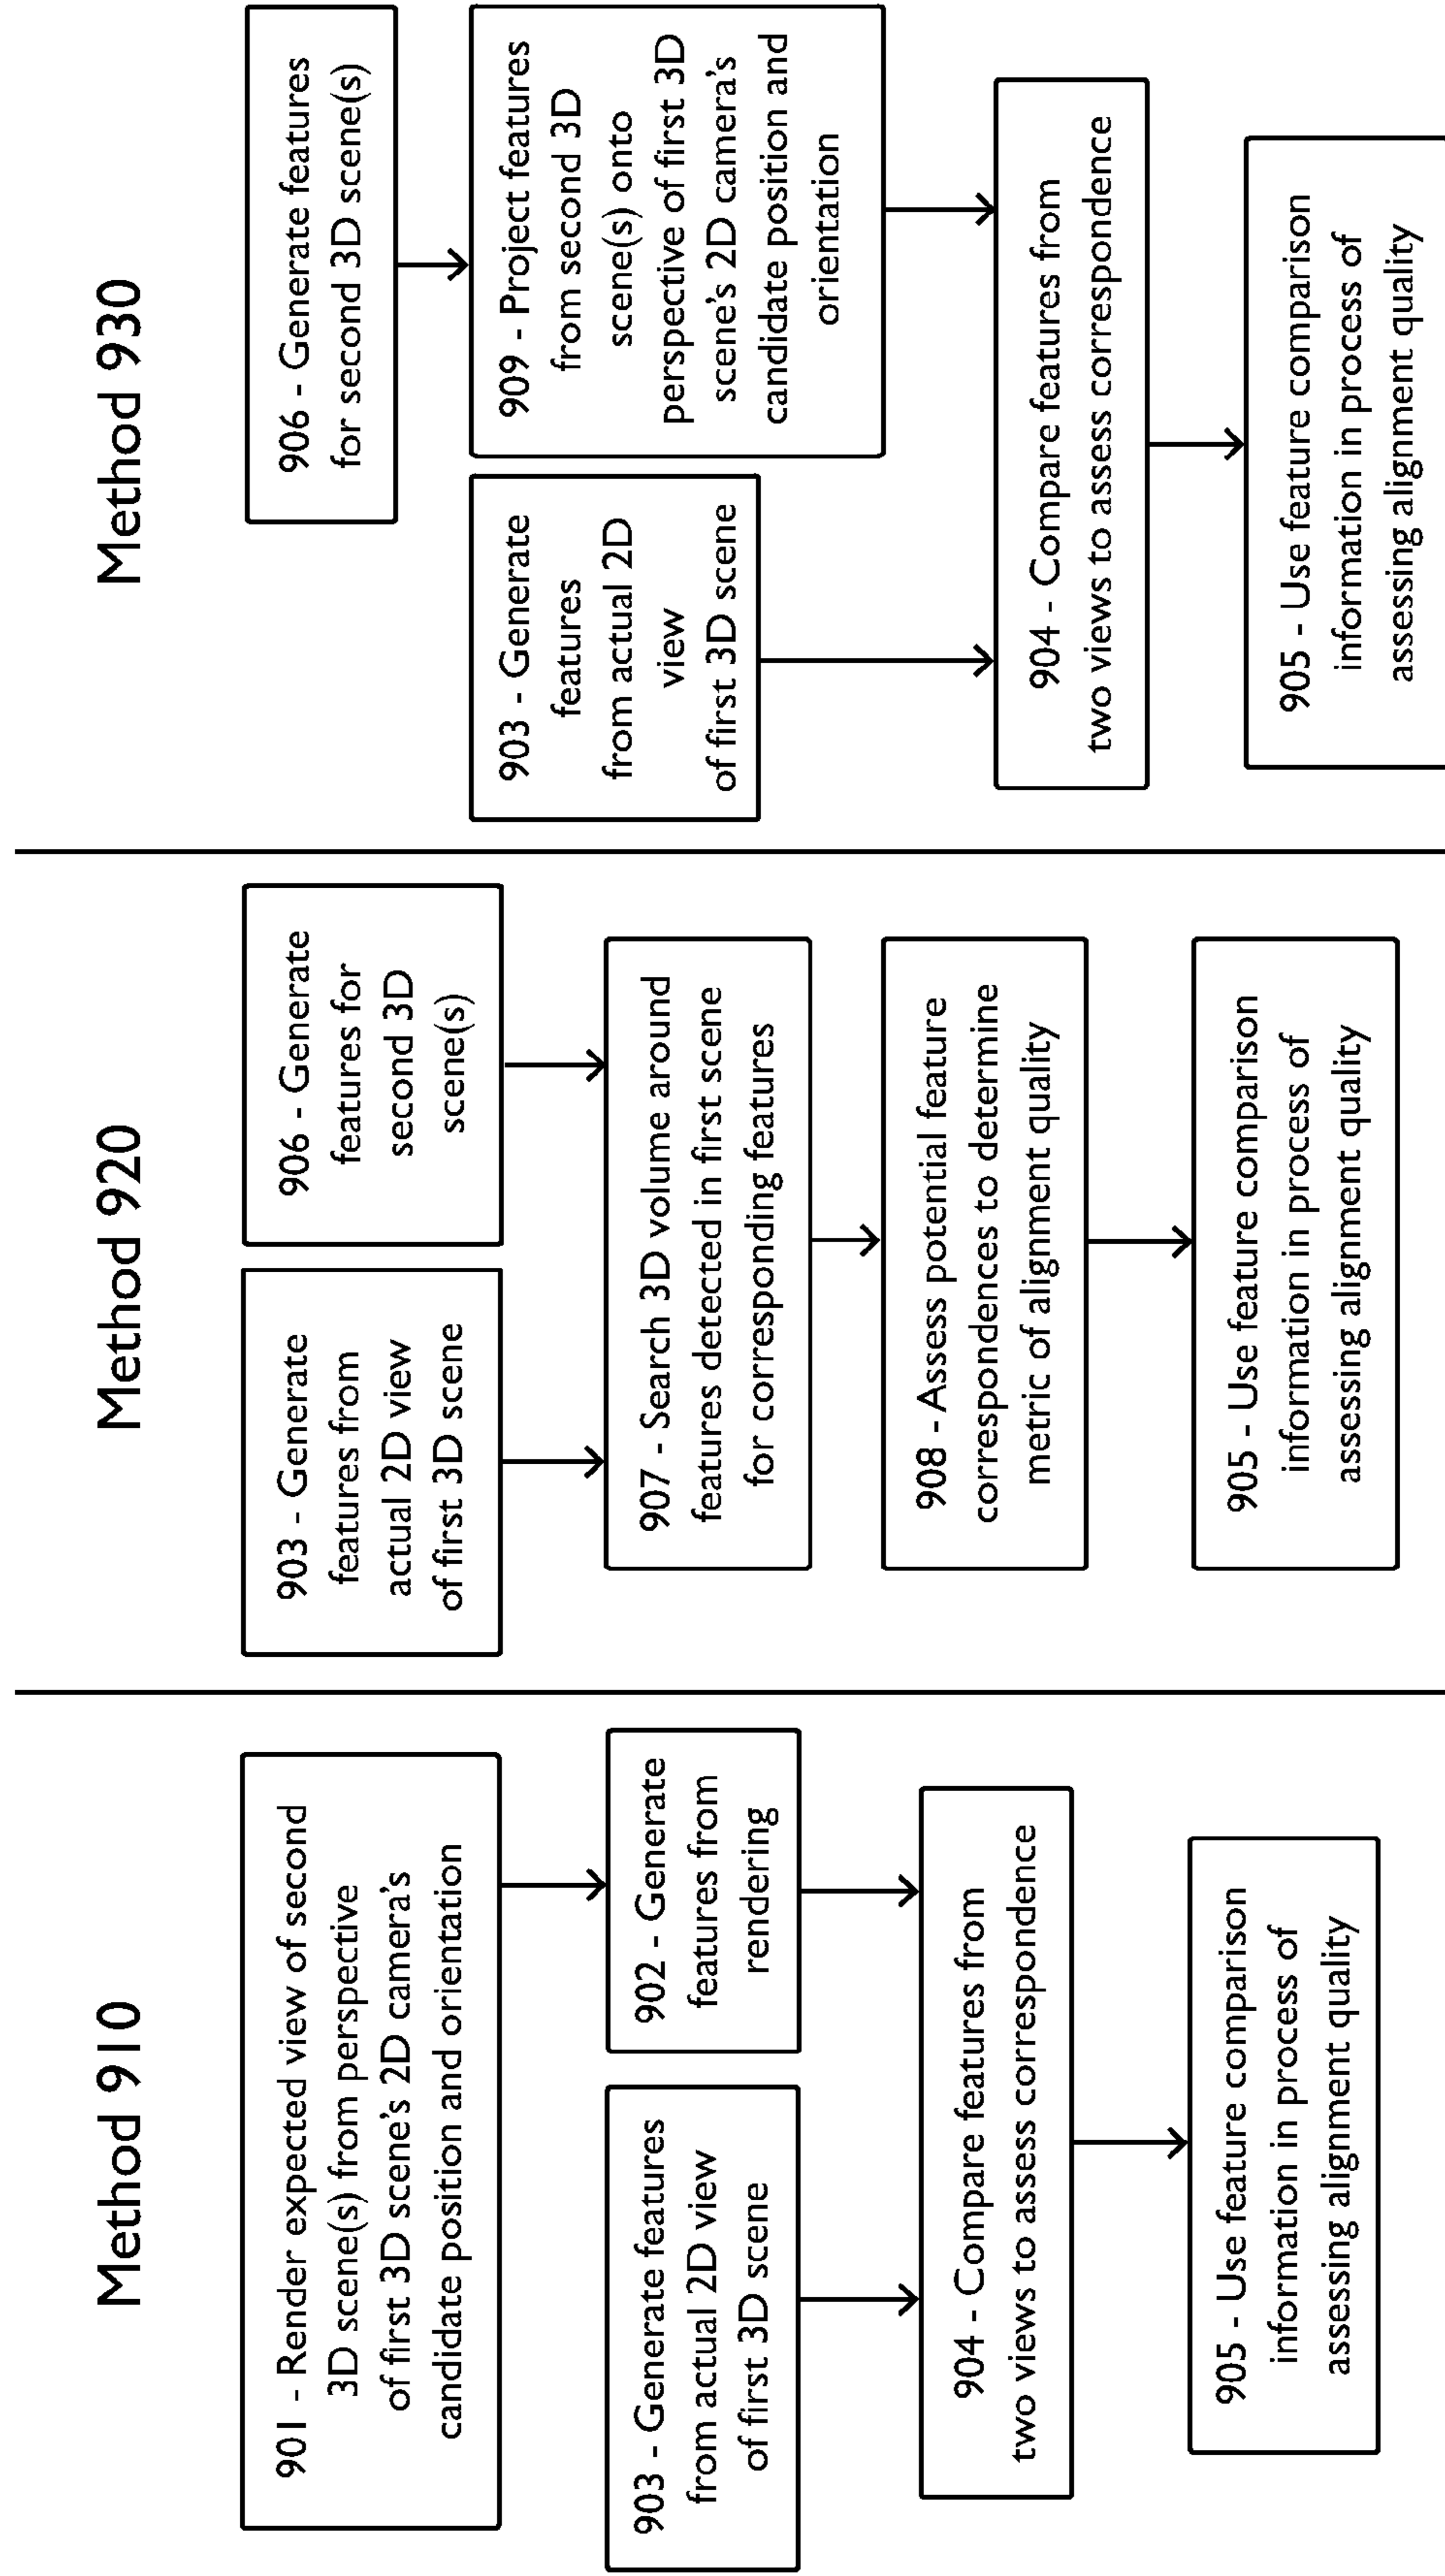 Method 910
901 - Render expected view of second
3D scene(s) from perspective
of first 3D scene's 2D camera's
candidate position and orientation
903 - Generate features
from actual 2D view
of first 3D scene
902 - Generate
features from
rendering
904 - Compare features from
two views to assess correspondence
905 - Use feature comparison
information in process of
assessing alignment quality
Method 920
903 - Generate
features from
actual 2D view
of first 3D scene
906 - Generate
features for
second 3D
scene(s)
907 - Search 3D volume around
features detected in first scene
for corresponding features
908 - Assess potential feature
correspondences to determine
metric of alignment quality
905 - Use feature comparison
information in process of
assessing alignment quality
Method 930
906 - Generate features
for second 3D scene(s)
903 - Generate
features
from actual 2D
view
of first 3D scene
909 - Project features
from second 3D
scene(s) onto
perspective of first 3D
scene's 2D camera's
candidate position and
orientation
904 - Compare features from
two views to assess correspondence
905 - Use feature comparison
information in process of
assessing alignment quality